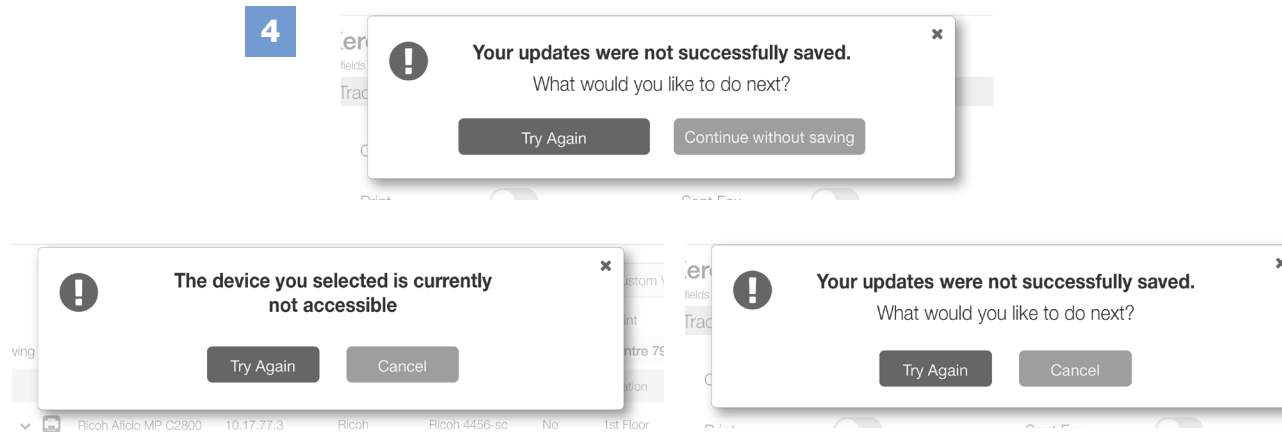 4
fields
Your updates were not successfully saved.
What would you like to do next?
Try Again
Continue without saving
The device you selected is currently
not accessible
Try Again
Cancel
Ricoh Aficio MP C2800 10.17.77.3 Ricoh Ricoh 4456-sc No 1st Floor
fields
Your updates were not successfully saved.
What would you like to do next?
Try Again
Cancel